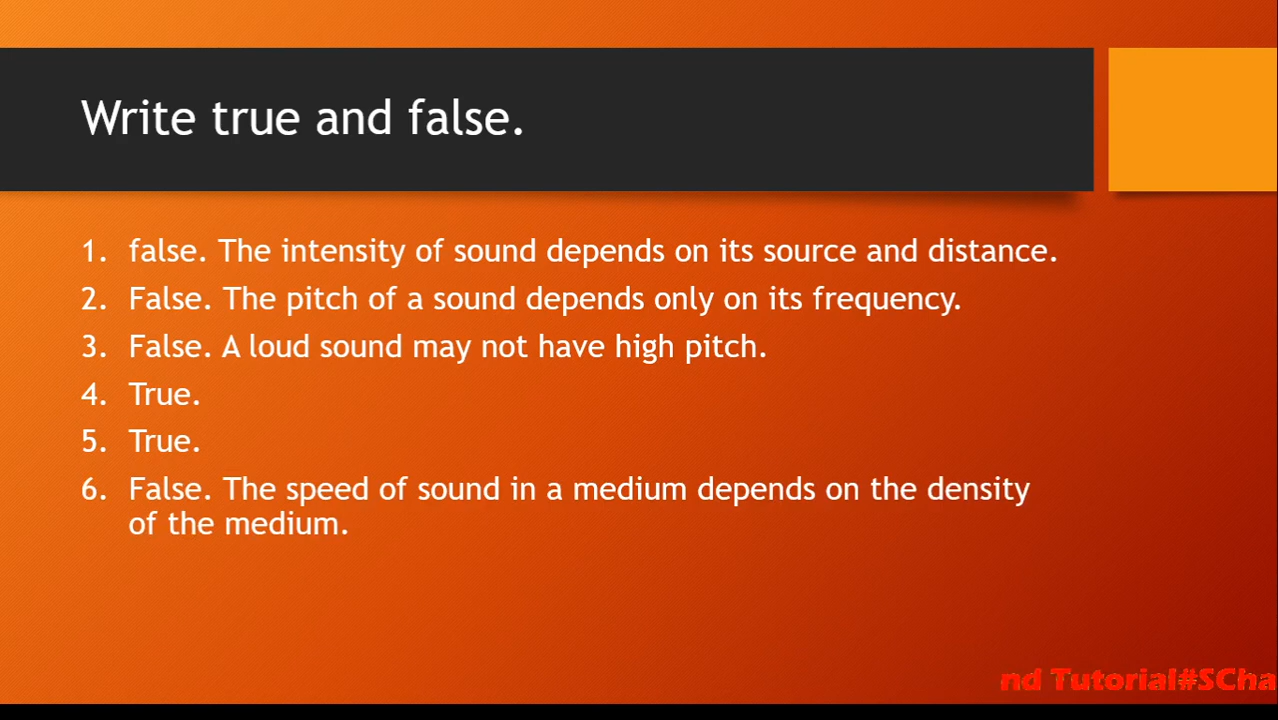 Write true and false.
1. false. The intensity of sound depends on its source and distance.
2. False. The pitch of a sound depends only on its frequency.
3. False. A loud sound may not have high pitch.
4. True.
5. True.
6. False. The speed of sound in a medium depends on the density
of the medium.
nd Tutorial#SCha